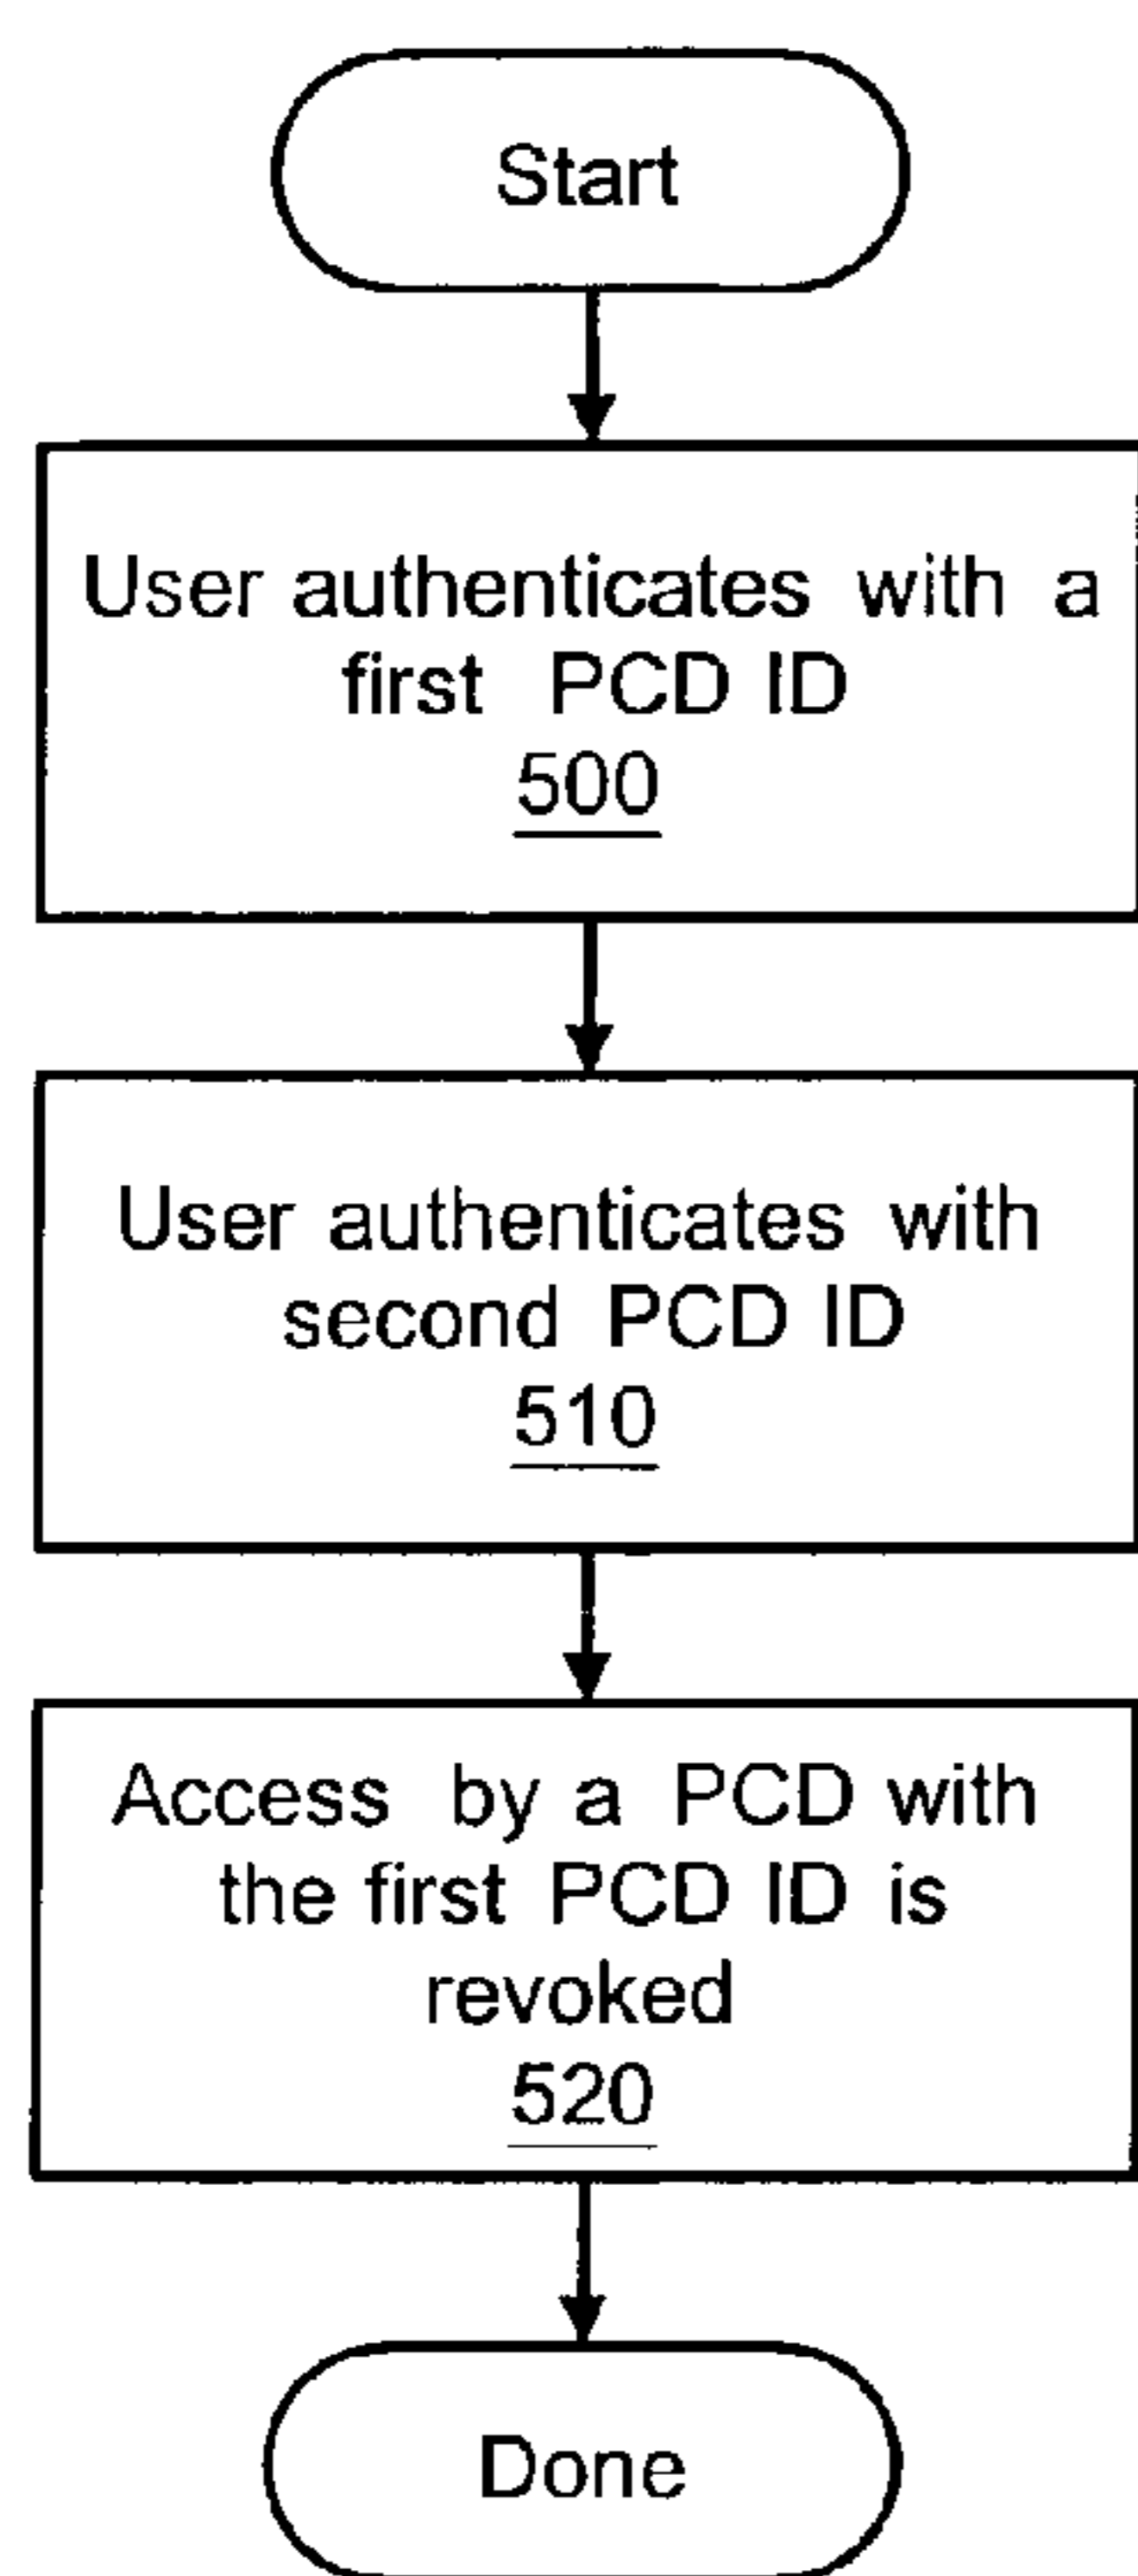 Start
User authenticates with a
first PCD ID
500
User authenticates with
second PCD ID
510
Access by a PCD with
the first PCD ID is
revoked
520
Done